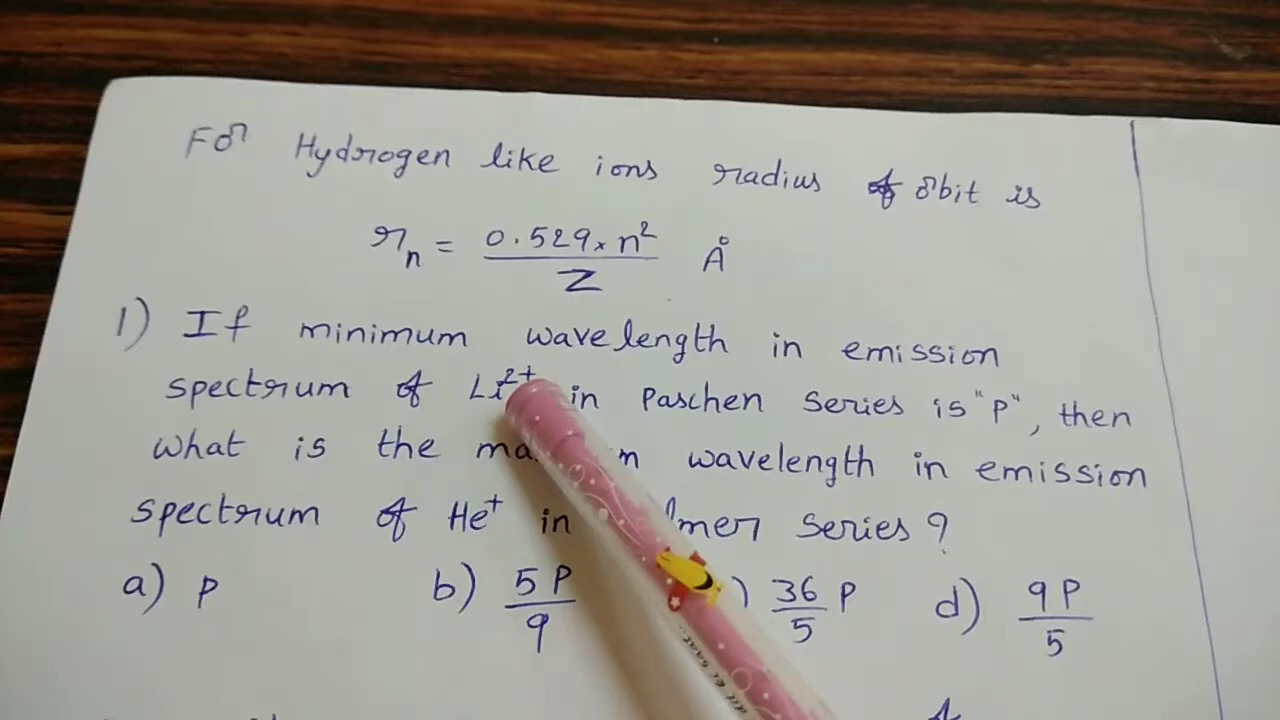 For Hydrogen like ions radius of orbit is
rn = 0.529 × n² / Z Å
1) If minimum wavelength in emission
spectrum of Li²⁺ in paschen series is "P", then
what is the wavelength in emission
spectrum of He⁺ in series ?
a) P b) 5P/9 ) 36/5 P d) 9P/5